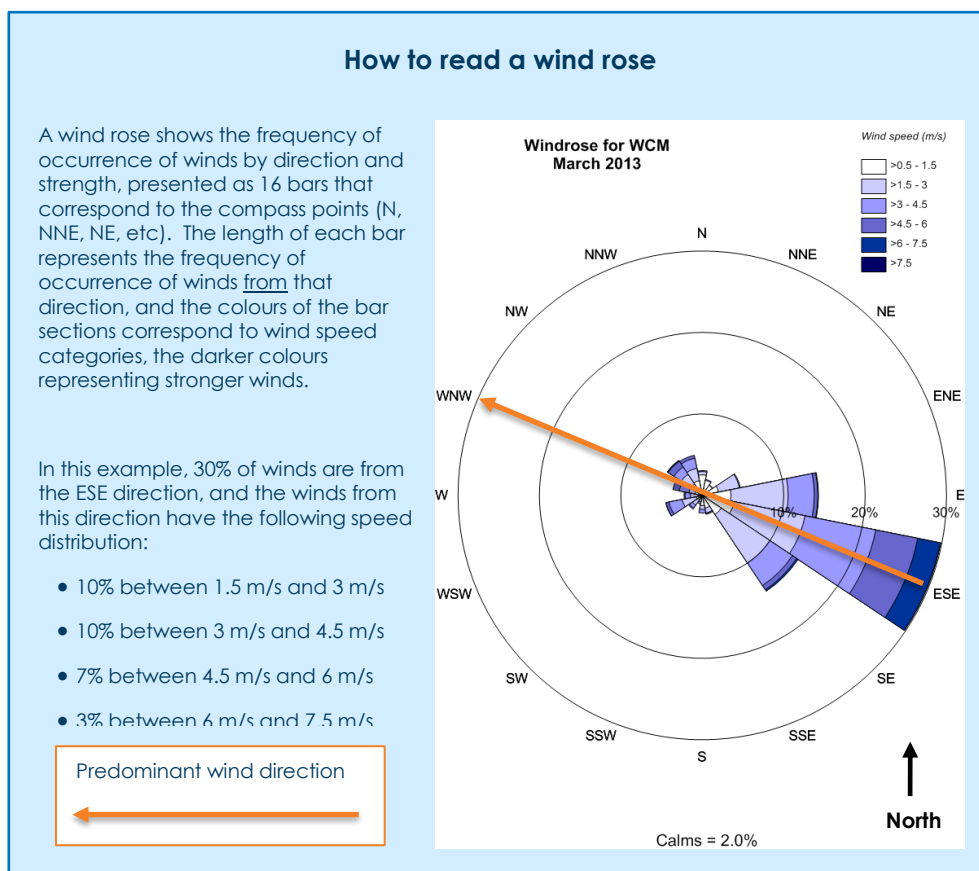 How to read a wind rose
A wind rose shows the frequency of
occurrence of winds by direction and
strength, presented as 16 bars that
correspond to the compass points (N,
NNE, NE, etc).  The length of each bar
represents the frequency of
occurrence of winds from that
direction, and the colours of the bar
sections correspond to wind speed
categories, the darker colours
representing stronger winds.
In this example, 30% of winds are from
the ESE direction, and the winds from
this direction have the following speed
distribution:
• 10% between 1.5 m/s and 3 m/s
• 10% between 3 m/s and 4.5 m/s
• 7% between 4.5 m/s and 6 m/s
• 3% between 6 m/s and 7.5 m/s
Predominant wind direction
Windrose for WCM
March 2013
Wind speed (m/s)
>0.5 - 1.5
>1.5 - 3
>3 - 4.5
>4.5 - 6
>6 - 7.5
>7.5
N
NNW
NNE
NW
NE
WNW
ENE
W
E
10%
20%
30%
WSW
ESE
SW
SE
SSW
SSE
S
North
Calms = 2.0%